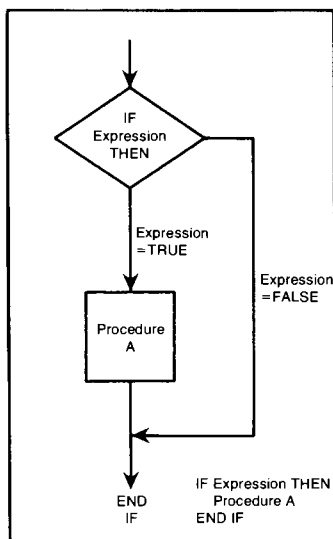 IF
Expression
THEN
Expression
=TRUE
Expression
=FALSE
Procedure
A
END
IF
IF Expression THEN
Procedure A
END IF